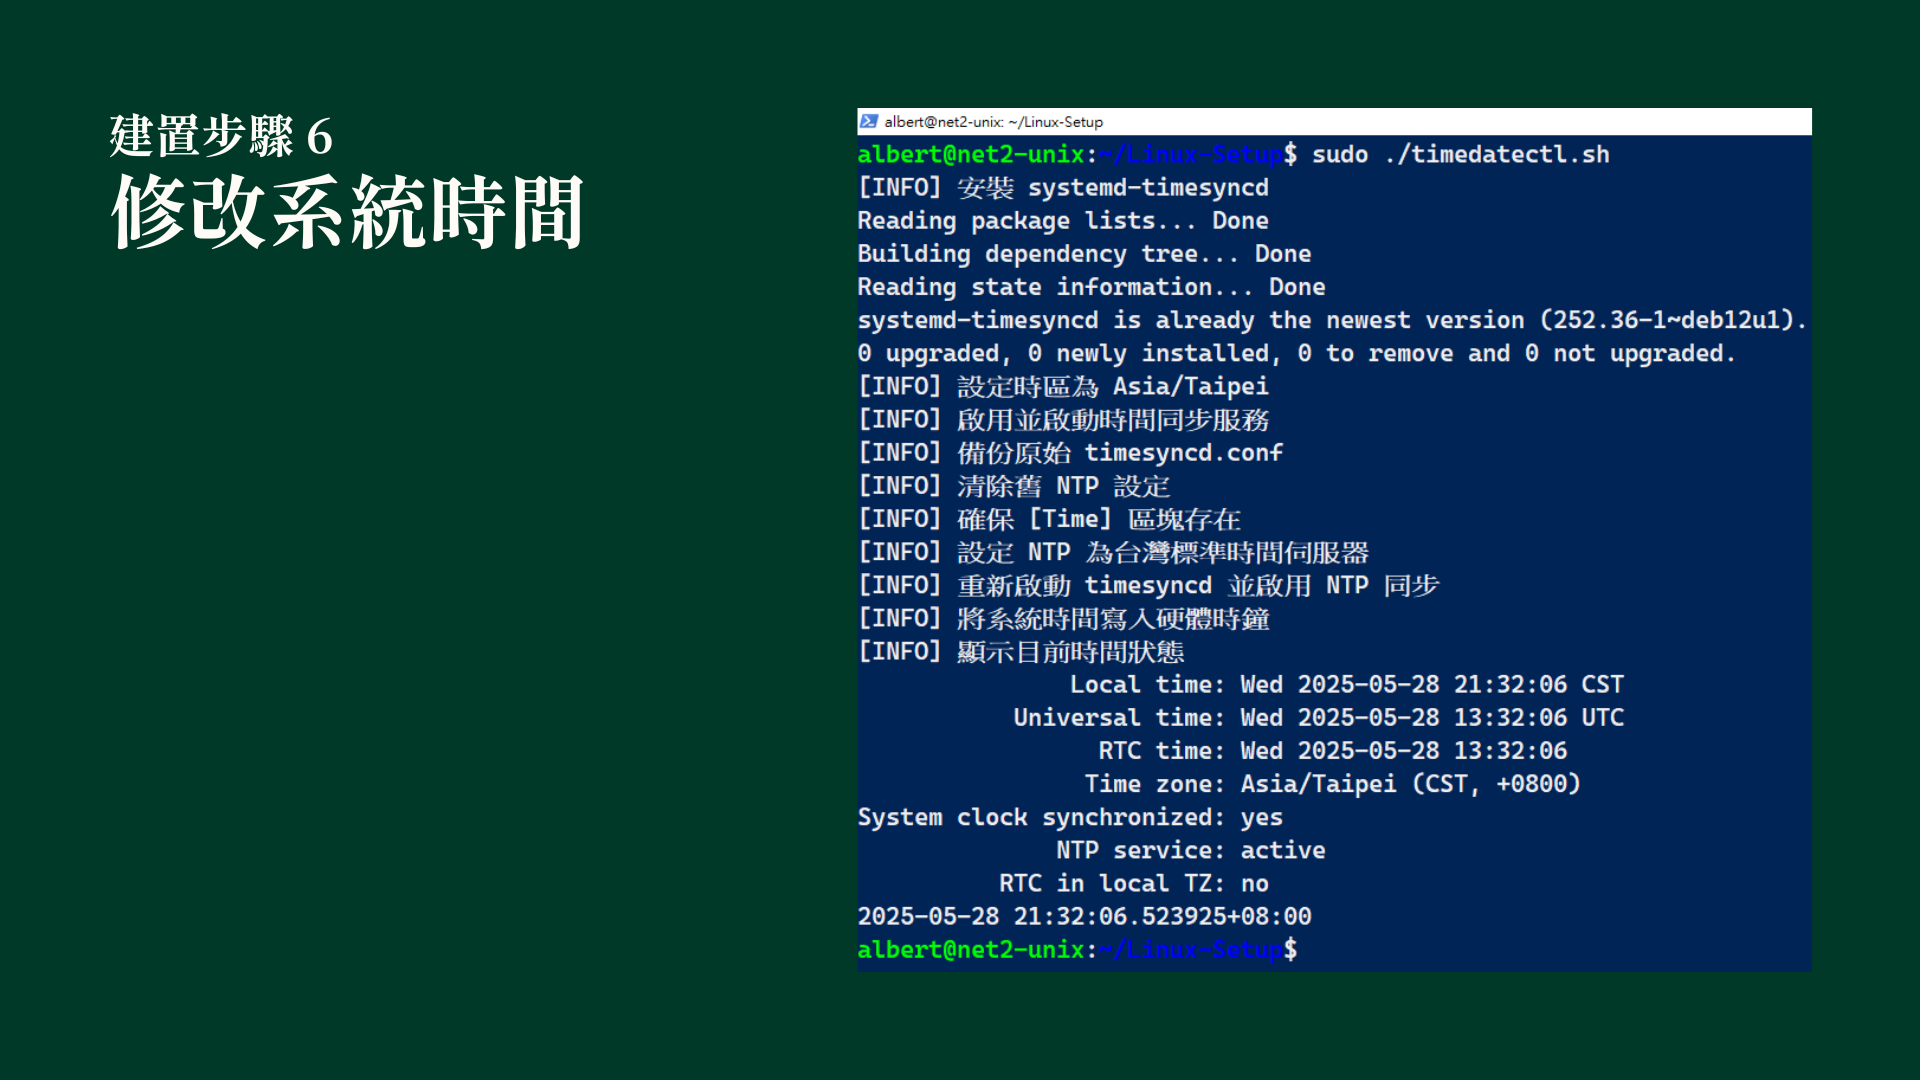 建置步驟 6
修改系統時間
albert@net2-unix: ~/Linux-Setup
albert@net2-unix:~/Linux-Setup$ sudo ./timedatectl.sh
[INFO] 安裝 systemd-timesyncd
Reading package lists... Done
Building dependency tree... Done
Reading state information... Done
systemd-timesyncd is already the newest version (252.36-1~deb12u1).
0 upgraded, 0 newly installed, 0 to remove and 0 not upgraded.
[INFO] 設定時區為 Asia/Taipei
[INFO] 啟用並啟動時間同步服務
[INFO] 備份原始 timesyncd.conf
[INFO] 清除舊 NTP 設定
[INFO] 確保 [Time] 區塊存在
[INFO] 設定 NTP 為台灣標準時間伺服器
[INFO] 重新啟動 timesyncd 並啟用 NTP 同步
[INFO] 將系統時間寫入硬體時鐘
[INFO] 顯示目前時間狀態
Local time: Wed 2025-05-28 21:32:06 CST
Universal time: Wed 2025-05-28 13:32:06 UTC
RTC time: Wed 2025-05-28 13:32:06
Time zone: Asia/Taipei (CST, +0800)
System clock synchronized: yes
NTP service: active
RTC in local TZ: no
2025-05-28 21:32:06.523925+08:00
albert@net2-unix:~/Linux-Setup$